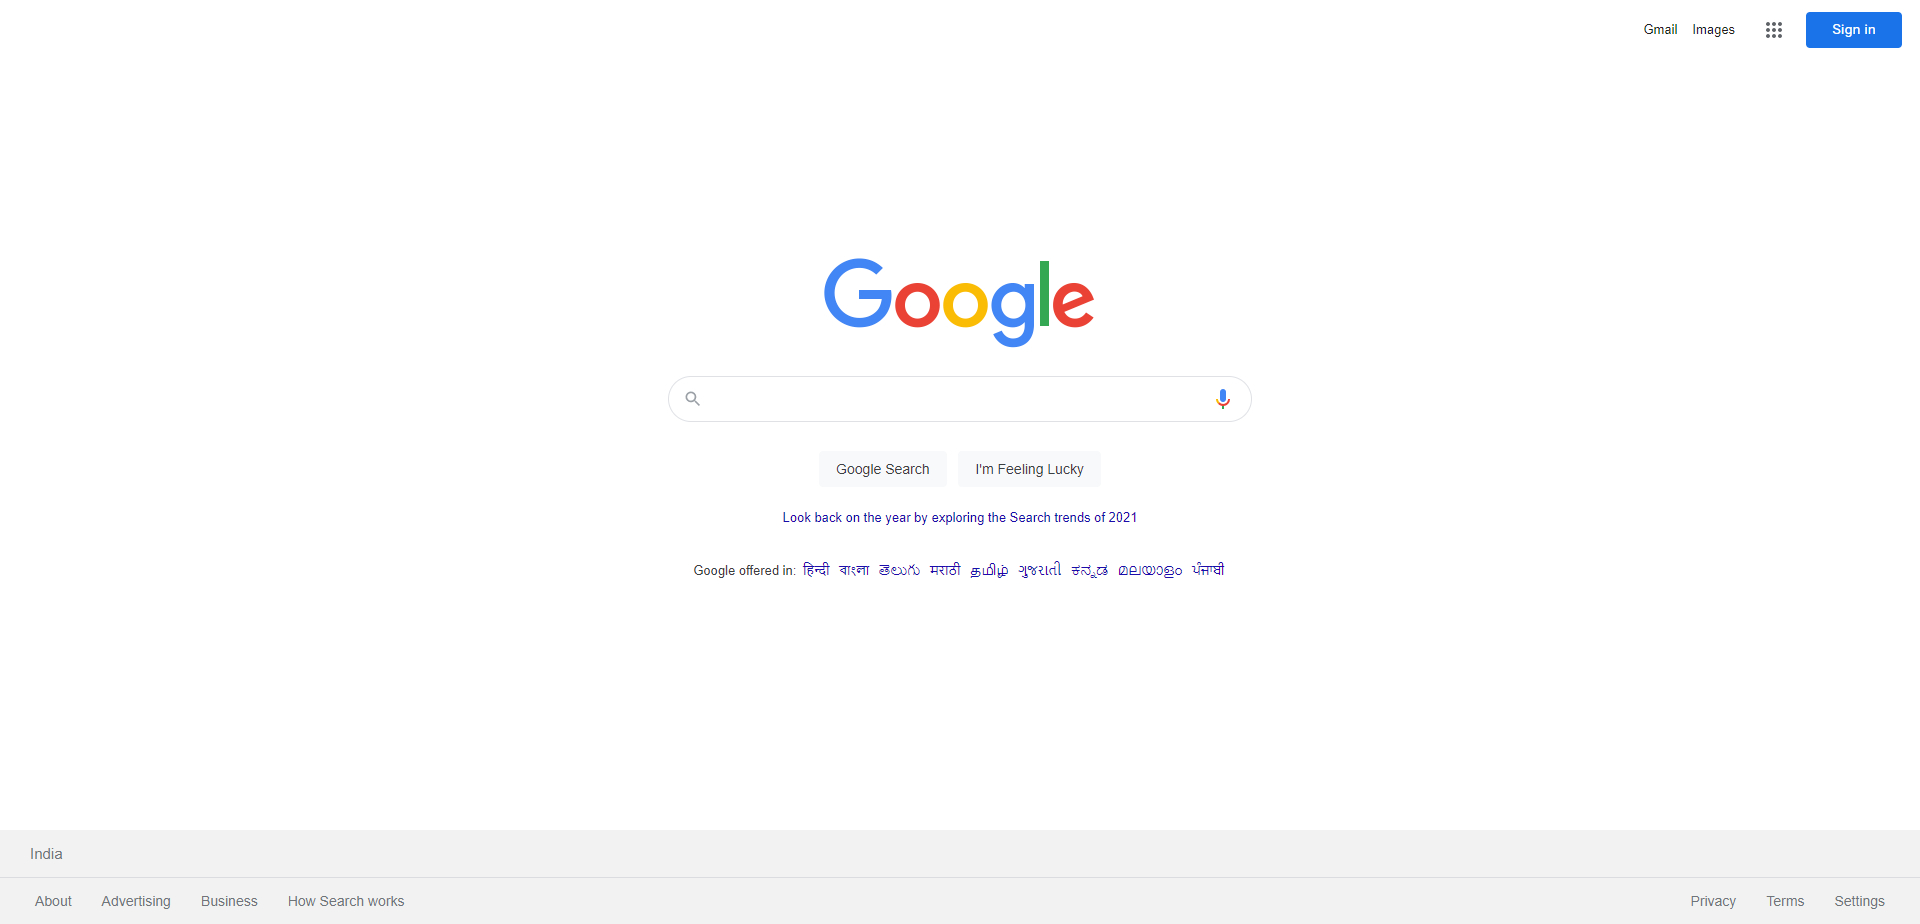 Gmail Images Sign in
Google
Google Search I'm Feeling Lucky
Look back on the year by exploring the Search trends of 2021
Google offered in: हिन्दी বাংলা తెలుగు मराठी தமிழ் ગુજરાતી ಕನ್ನಡ മലയാളം ਪੰਜਾਬੀ
India
About Advertising Business How Search works Privacy Terms Settings